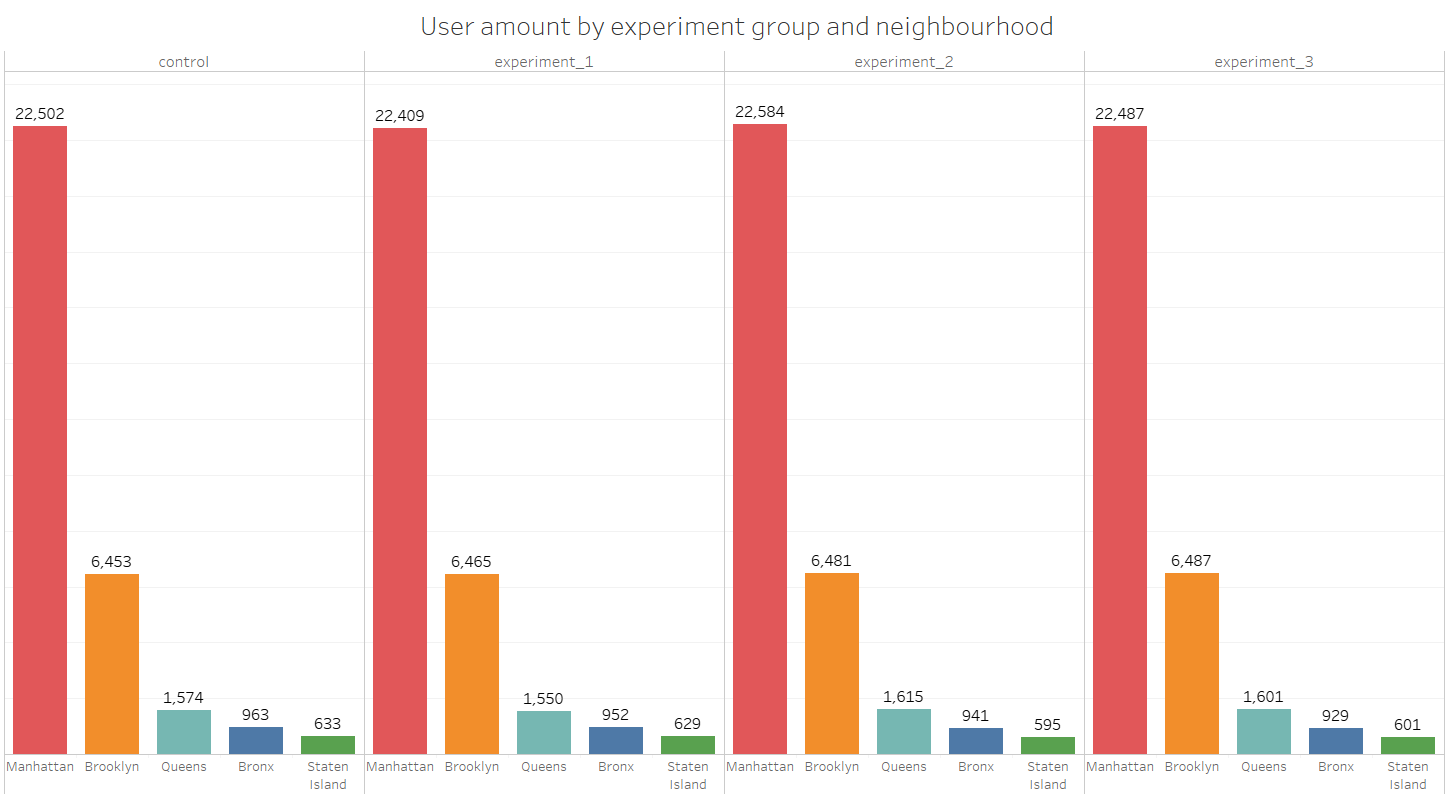 User amount by experiment group and neighbourhood
control
experiment_1
experiment_2
experiment_3
22,502
6,453
1,574
963
633
22,409
6,465
1,550
952
629
22,584
6,481
1,615
941
595
22,487
6,487
1,601
929
601
Manhattan
Brooklyn
Queens
Bronx
Staten
Island
Manhattan
Brooklyn
Queens
Bronx
Staten
Island
Manhattan
Brooklyn
Queens
Bronx
Staten
Island
Manhattan
Brooklyn
Queens
Bronx
Staten
Island